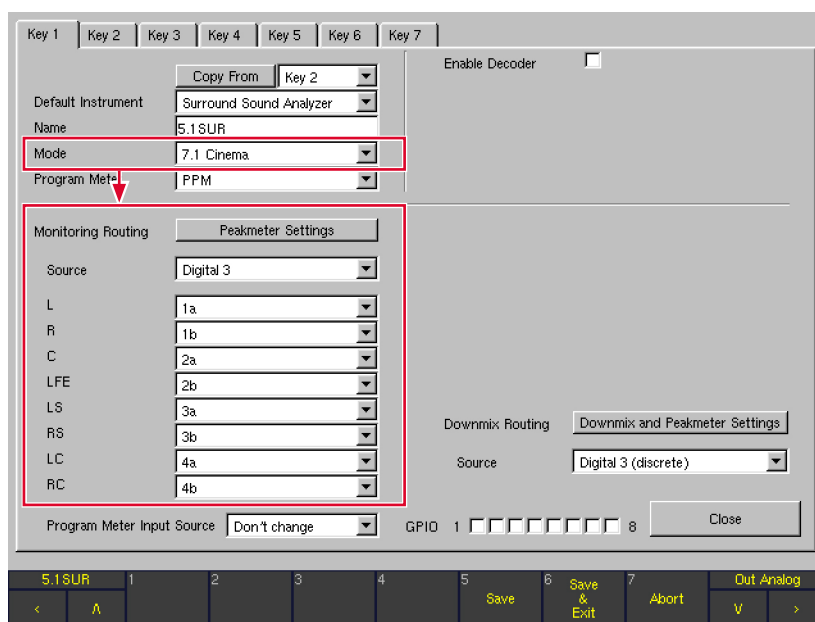 Key 1 Key 2 Key 3 Key 4 Key 5 Key 6 Key 7
Copy From Key 2
Enable Decoder
Default Instrument Surround Sound Analyzer
Name 5.1SUR
Mode 7.1 Cinema
Program Mete PPM
Monitoring Routing Peakmeter Settings
Source Digital 3
L 1a
R 1b
C 2a
LFE 2b
LS 3a
RS 3b
LC 4a
RC 4b
Downmix Routing Downmix and Peakmeter Settings
Source Digital 3 (discrete)
Program Meter Input Source Don't change
GPIO 1 8
Close
5.1SUR 1 2 3 4 5 6 7 Out Analog
< Λ Save Save & Exit Abort V >